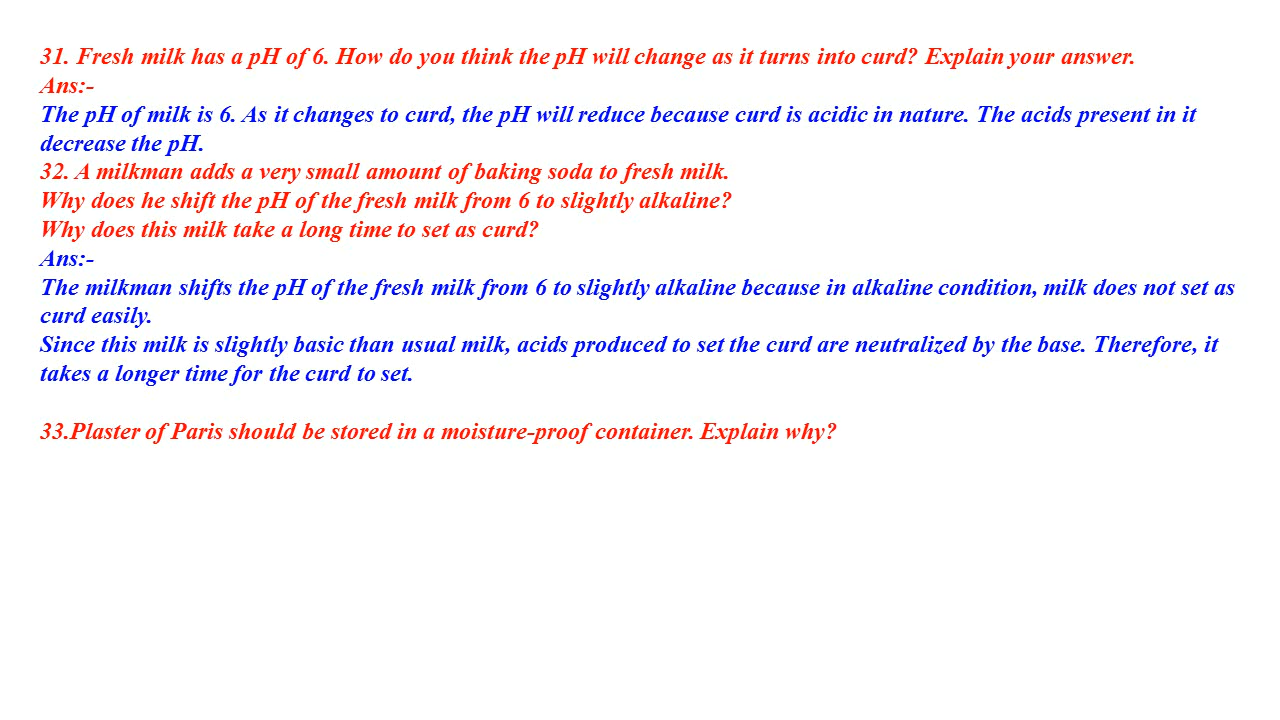 31. Fresh milk has a pH of 6. How do you think the pH will change as it turns into curd? Explain your answer.
Ans:-
The pH of milk is 6. As it changes to curd, the pH will reduce because curd is acidic in nature. The acids present in it
decrease the pH.
32. A milkman adds a very small amount of baking soda to fresh milk.
Why does he shift the pH of the fresh milk from 6 to slightly alkaline?
Why does this milk take a long time to set as curd?
Ans:-
The milkman shifts the pH of the fresh milk from 6 to slightly alkaline because in alkaline condition, milk does not set as
curd easily.
Since this milk is slightly basic than usual milk, acids produced to set the curd are neutralized by the base. Therefore, it
takes a longer time for the curd to set.
33.Plaster of Paris should be stored in a moisture-proof container. Explain why?